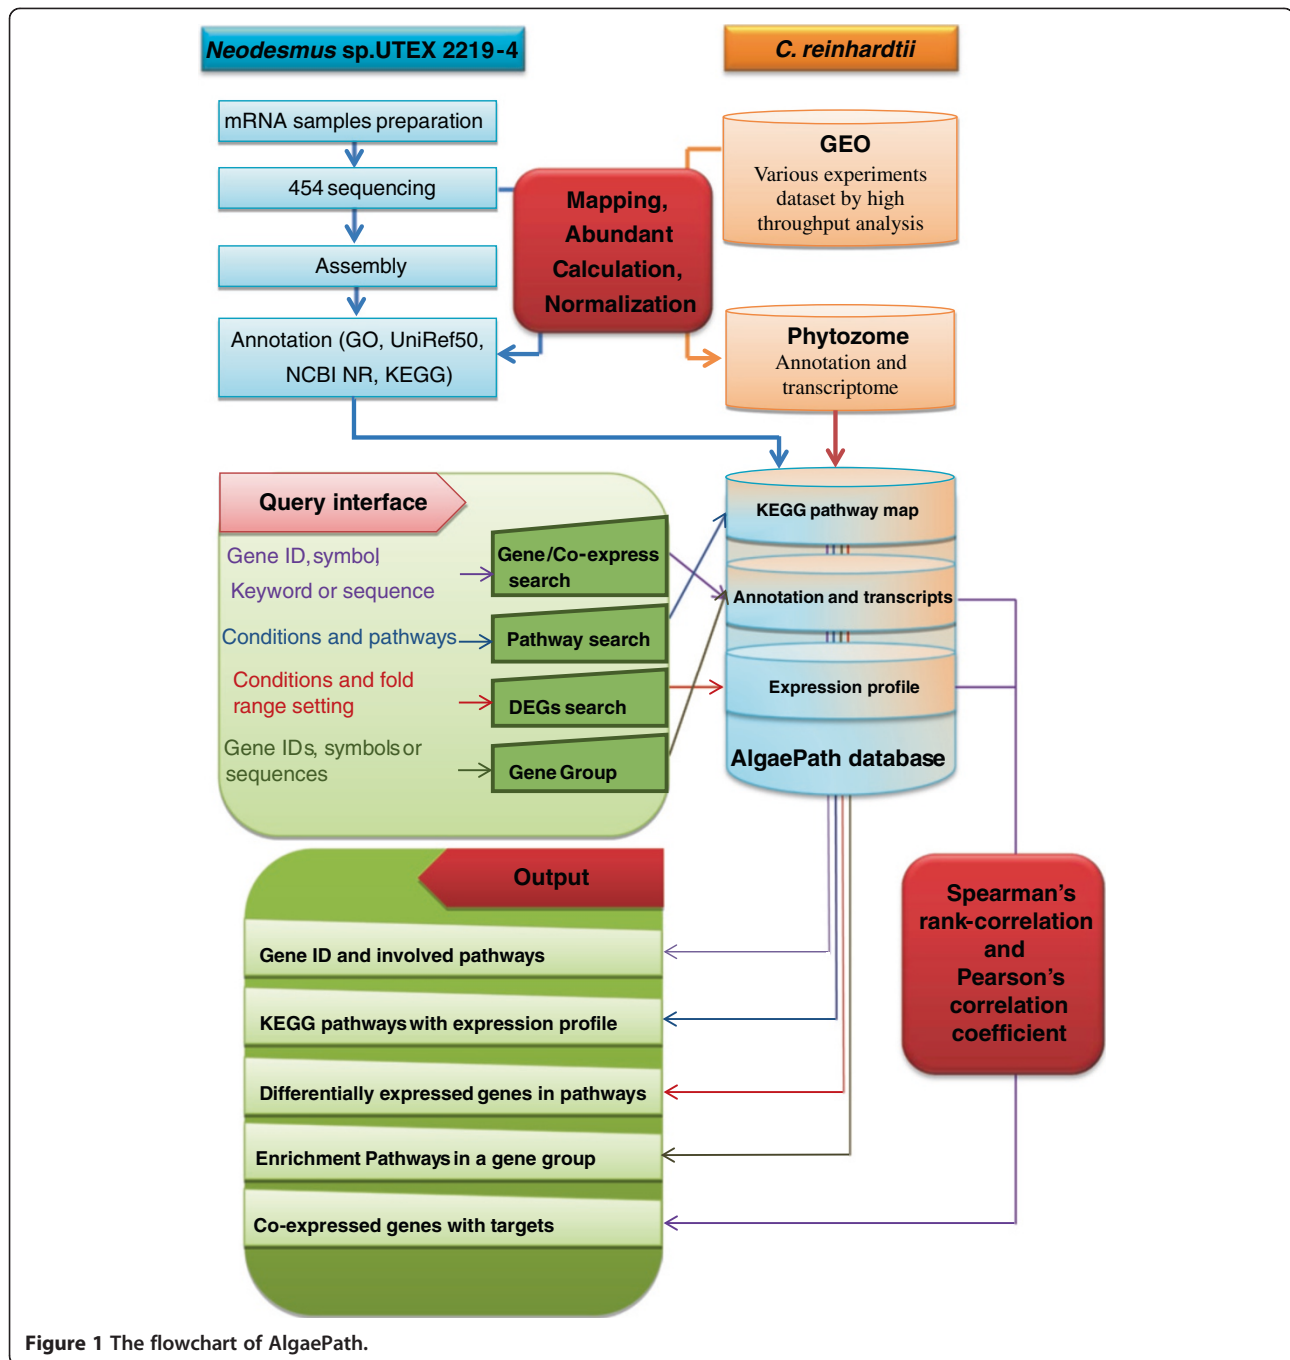 Neodesmus sp.UTEX 2219-4
C. reinhardtii
mRNA samples preparation
454 sequencing
Assembly
Annotation (GO, UniRef50,
NCBI NR, KEGG)
Mapping,
Abundant
Calculation,
Normalization
GEO
Various experiments
dataset by high
throughput analysis
Phytozome
Annotation and
transcriptome
Query interface
Gene ID, symbol,
Keyword or sequence
Conditions and pathways
Conditions and fold
range setting
Gene IDs, symbols or
sequences
Gene/Co-express
search
Pathway search
DEGs search
Gene Group
KEGG pathway map
Annotation and transcripts
Expression profile
AlgaePath database
Output
Gene ID and involved pathways
KEGG pathways with expression profile
Differentially expressed genes in pathways
Enrichment Pathways in a gene group
Co-expressed genes with targets
Spearman's
rank-correlation
and
Pearson's
correlation
coefficient
Figure 1 The flowchart of AlgaePath.